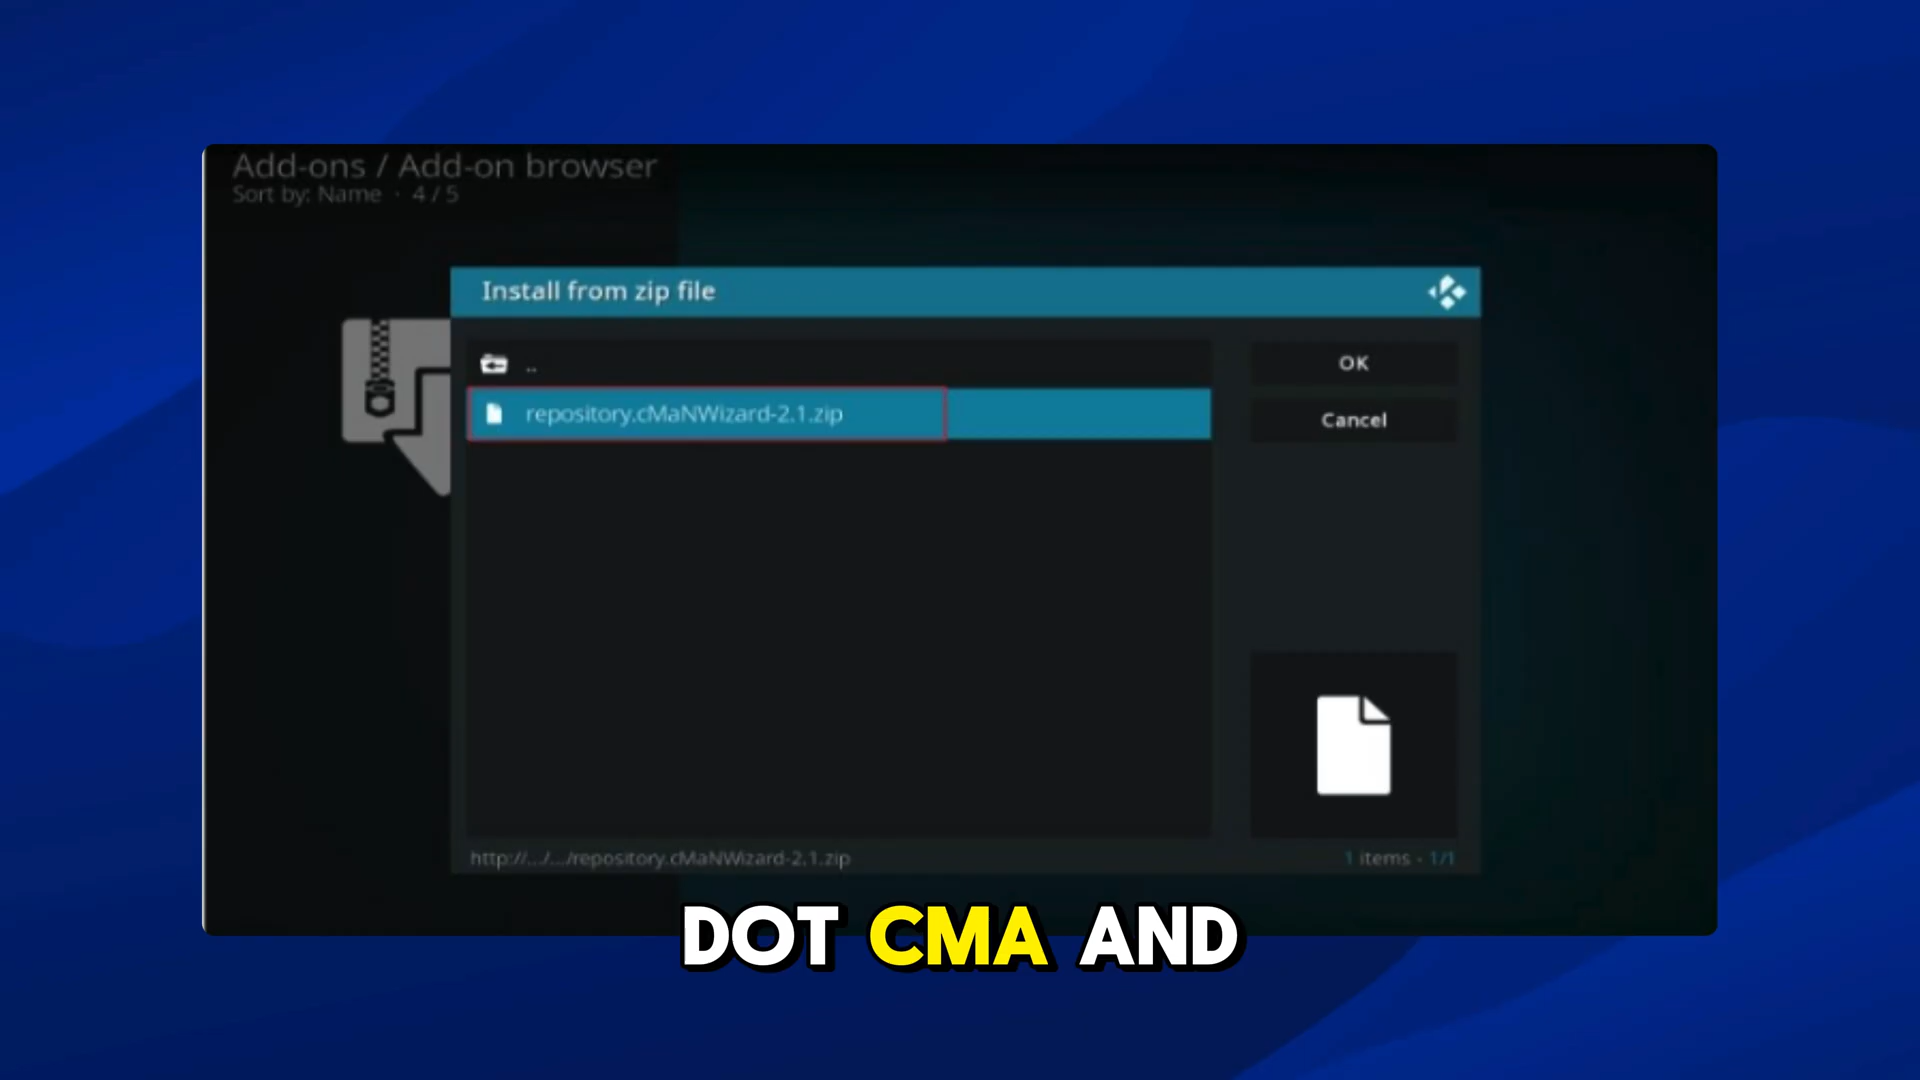 Add-ons / Add-on browser
Sort by: Name · 4 / 5
Install from zip file
..
OK
repository.cMaNWizard-2.1.zip
Cancel
http://.../.../repository.cMaNWizard-2.1.zip
1 items - 1/1
DOT CMA AND